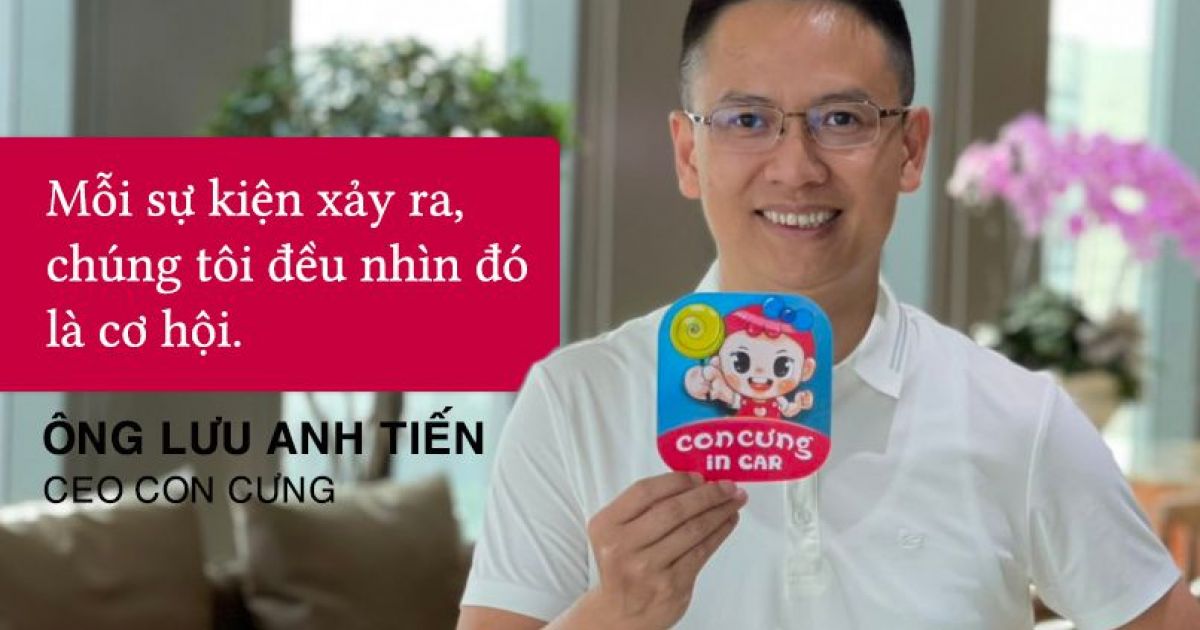 Mỗi sự kiện xảy ra,
chúng tôi đều nhìn đó
là cơ hội.
ÔNG LƯU ANH TIẾN
CEO CON CƯNG
concưng
in CAR